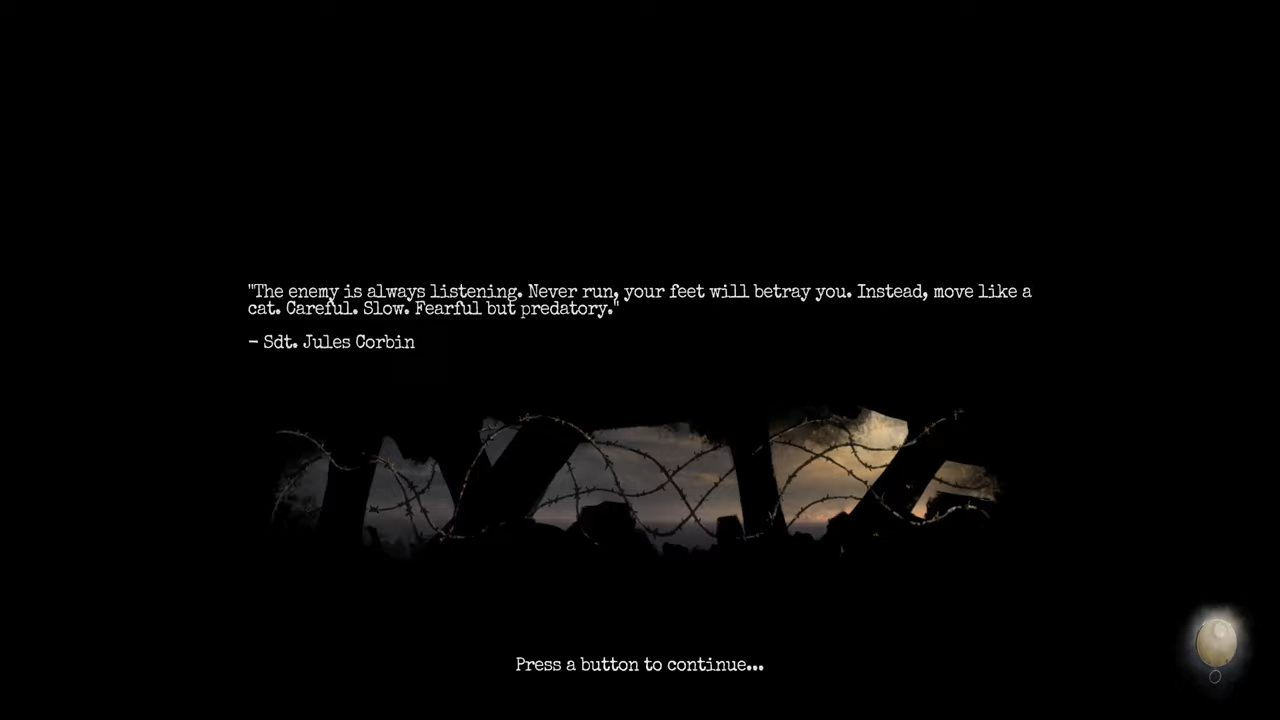 "The enemy is always listening. Never run, your feet will betray you. Instead, move like a
cat. Careful. Slow. Fearful but predatory."
– Sdt. Jules Corbin
Press a button to continue...